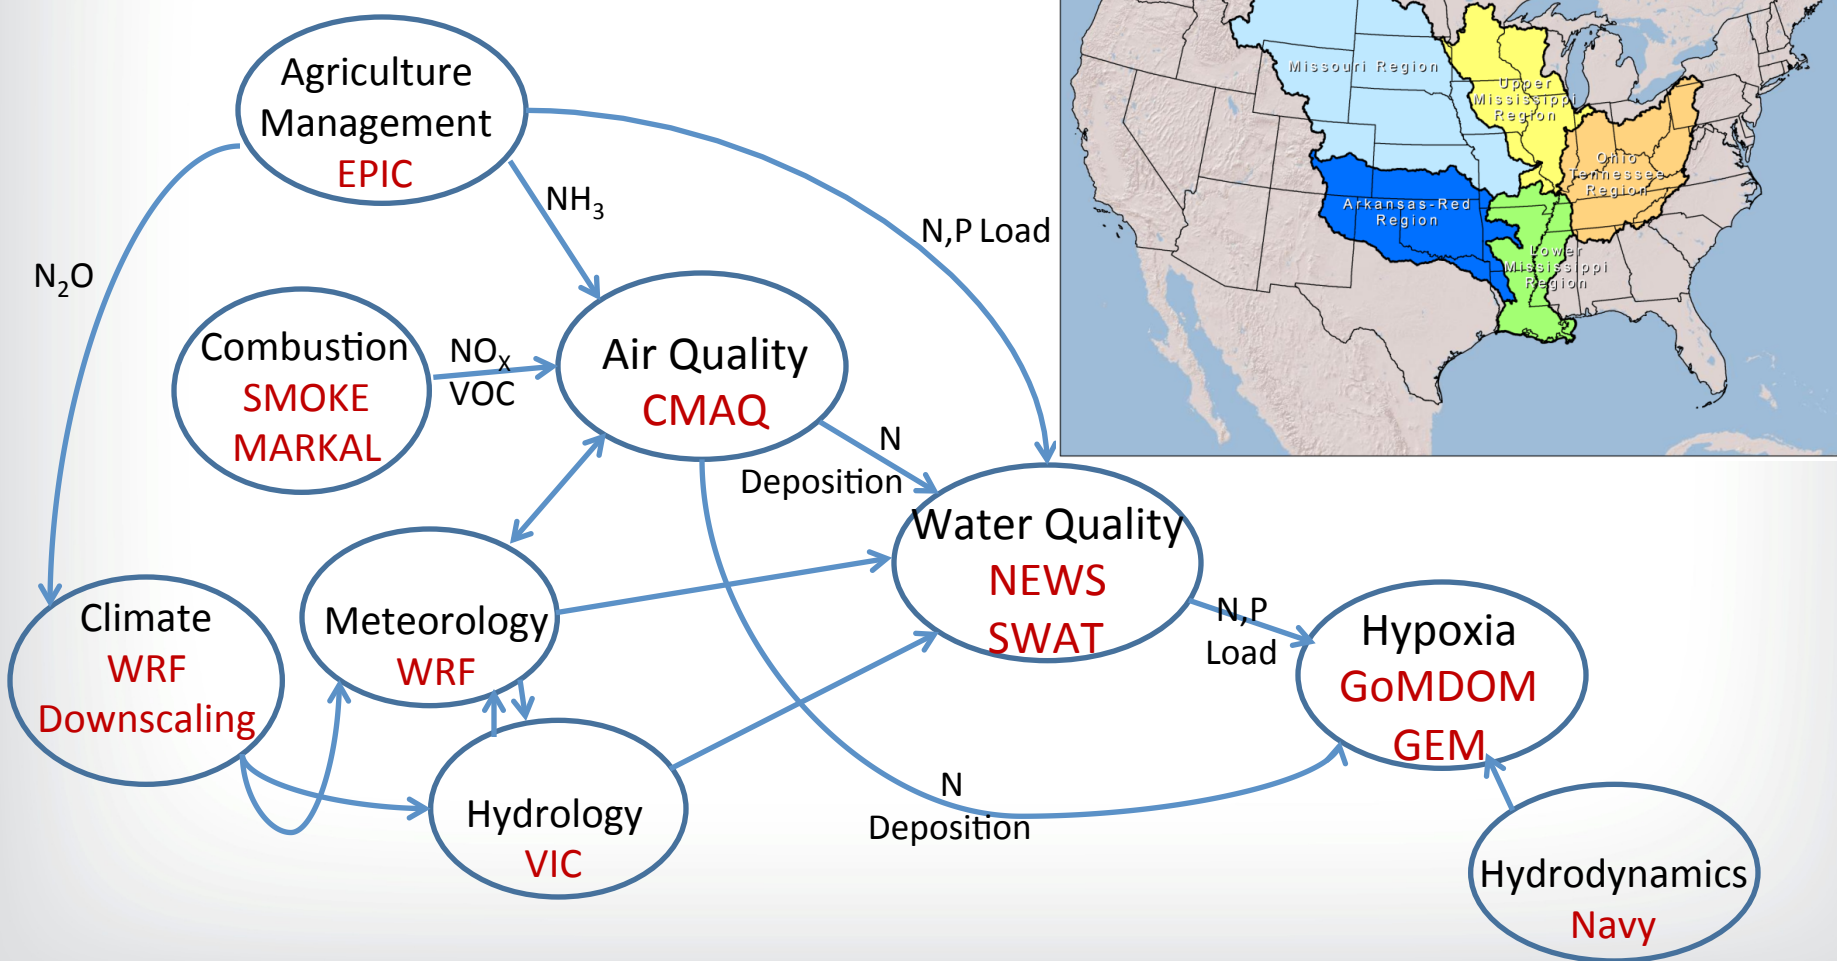 Agriculture
Management
EPIC
NH₃
N,P Load
N₂O
Combustion
SMOKE
MARKAL
NOₓ
VOC
Air Quality
CMAQ
N
Deposition
Water Quality
NEWS
SWAT
Climate
WRF
Downscaling
Meteorology
WRF
N,P
Load
Hypoxia
GoMDOM
GEM
Hydrology
VIC
N
Deposition
Hydrodynamics
Navy
Missouri Region
Upper
Mississippi
Region
Ohio
Tennessee
Region
Arkansas-Red
Region
Lower
Mississippi
Region